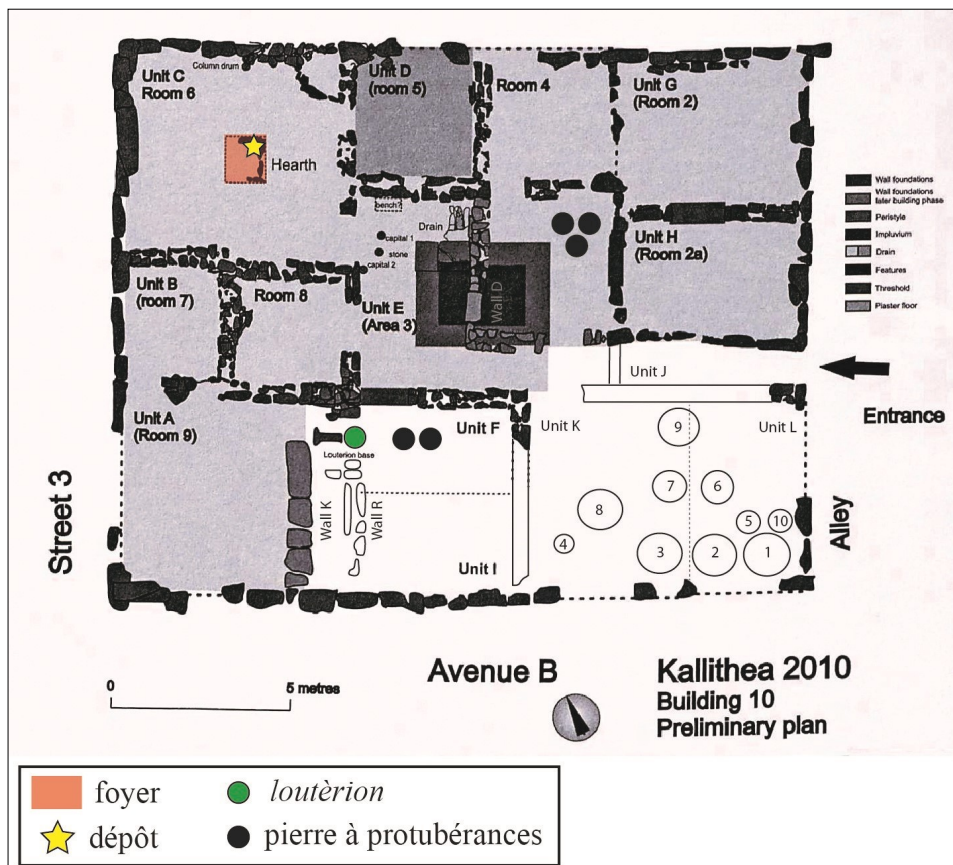 Column drum
Unit C
Room 6
Unit D
(room 5)
Room 4
Unit G
(Room 2)
Hearth
Wall foundations
Wall foundations
later building phase
Peristyle
Impluvium
Drain
Features
Threshold
Plaster floor
bench?
Drain
capital 1
stone
capital 2
Unit H
(Room 2a)
Unit B
(room 7)
Room 8
Unit E
(Area 3)
Wall D
Unit J
Entrance
Unit A
(Room 9)
Unit F
Unit K
Unit L
Louterion base
9
7
6
8
5
10
4
3
2
1
Wall K
Wall R
Unit I
Street 3
Alley
0
5 metres
Avenue B
Kallithea 2010
Building 10
Preliminary plan
foyer
loutèrion
dépôt
pierre à protubérances